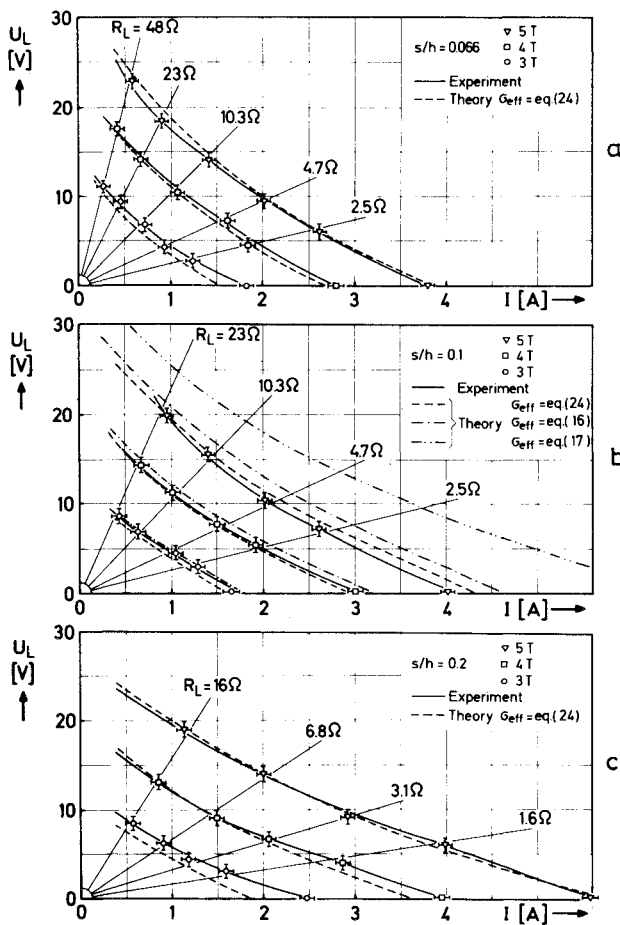 U_L
[V]
30
20
10
0
R_L = 48Ω
23Ω
10.3Ω
4.7Ω
2.5Ω
s/h = 0.066
▽ 5 T
□ 4 T
○ 3 T
Experiment
Theory G_eff = eq.(24)
a
0 1 2 3 4 I [A]
U_L
[V]
30
20
10
0
R_L = 23Ω
10.3Ω
4.7Ω
2.5Ω
s/h = 0.1
▽ 5 T
□ 4 T
○ 3 T
Experiment
G_eff = eq.(24)
Theory G_eff = eq.(16)
G_eff = eq.(17)
b
0 1 2 3 4 I [A]
U_L
[V]
30
20
10
0
R_L = 16Ω
6.8Ω
3.1Ω
1.6Ω
s/h = 0.2
▽ 5 T
□ 4 T
○ 3 T
Experiment
Theory G_eff = eq.(24)
c
0 1 2 3 4 I [A]